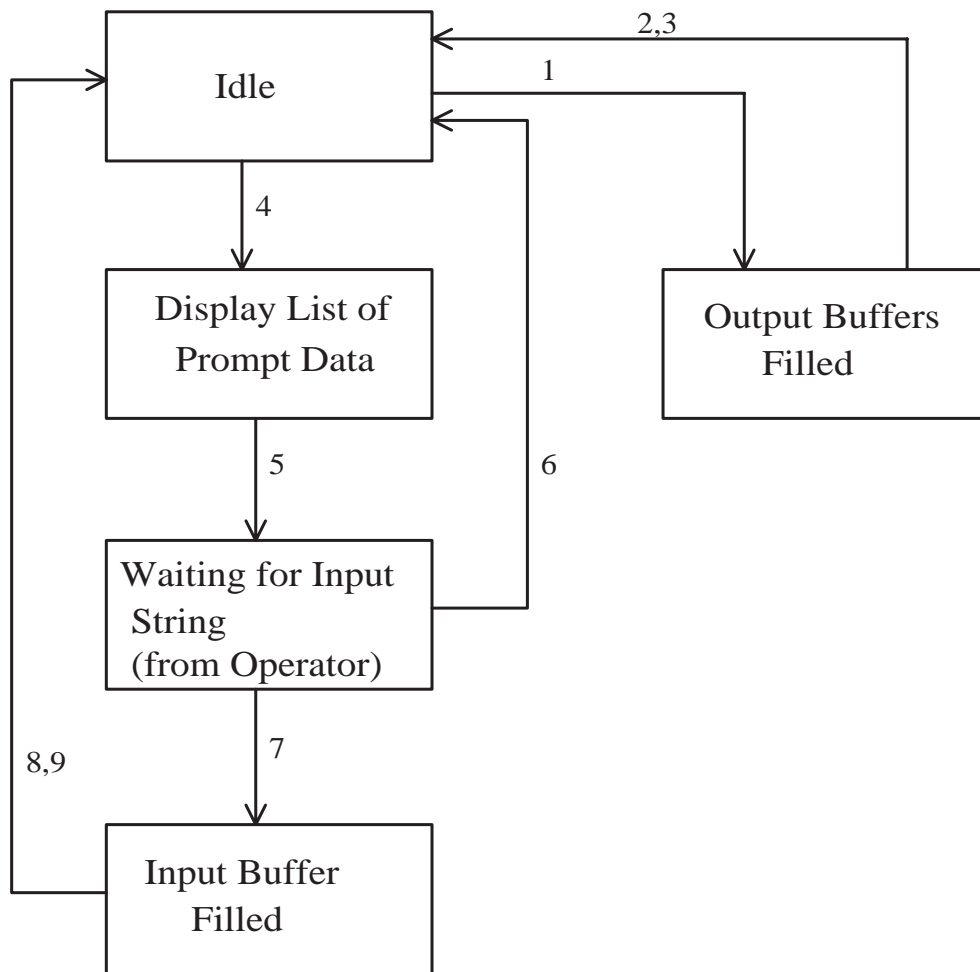 2,3
1
Idle
4
Display List of
Prompt Data
Output Buffers
Filled
5
6
Waiting for Input
String
(from Operator)
7
8,9
Input Buffer
Filled